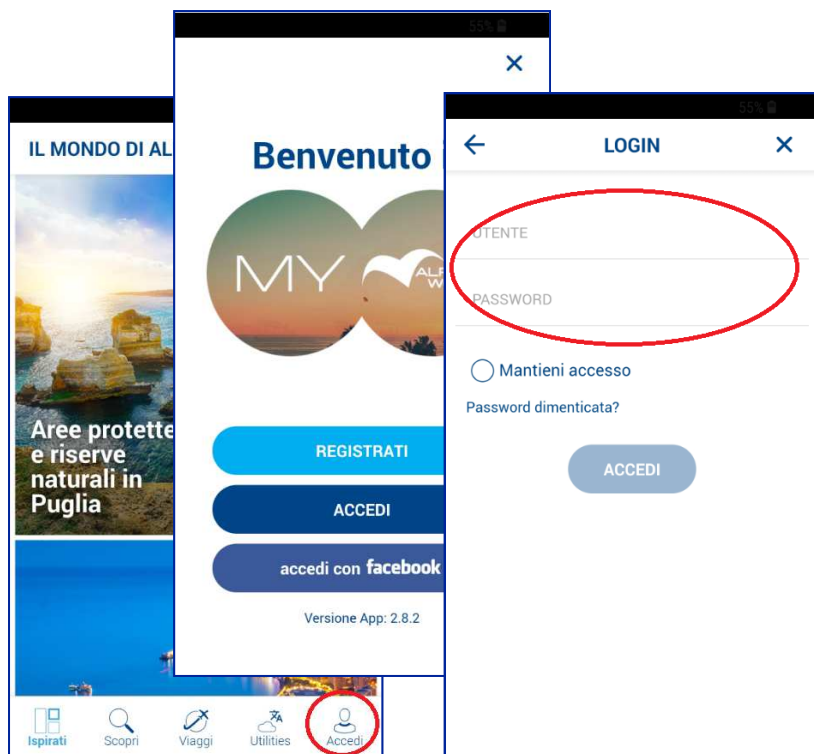 IL MONDO DI AL
Aree protette
e riserve
naturali in
Puglia
Ispirati
Scopri
Viaggi
Utilities
Accedi
55%
Benvenuto
MY
REGISTRATI
ACCEDI
accedi con facebook
Versione App: 2.8.2
55%
LOGIN
UTENTE
PASSWORD
Mantieni accesso
Password dimenticata?
ACCEDI